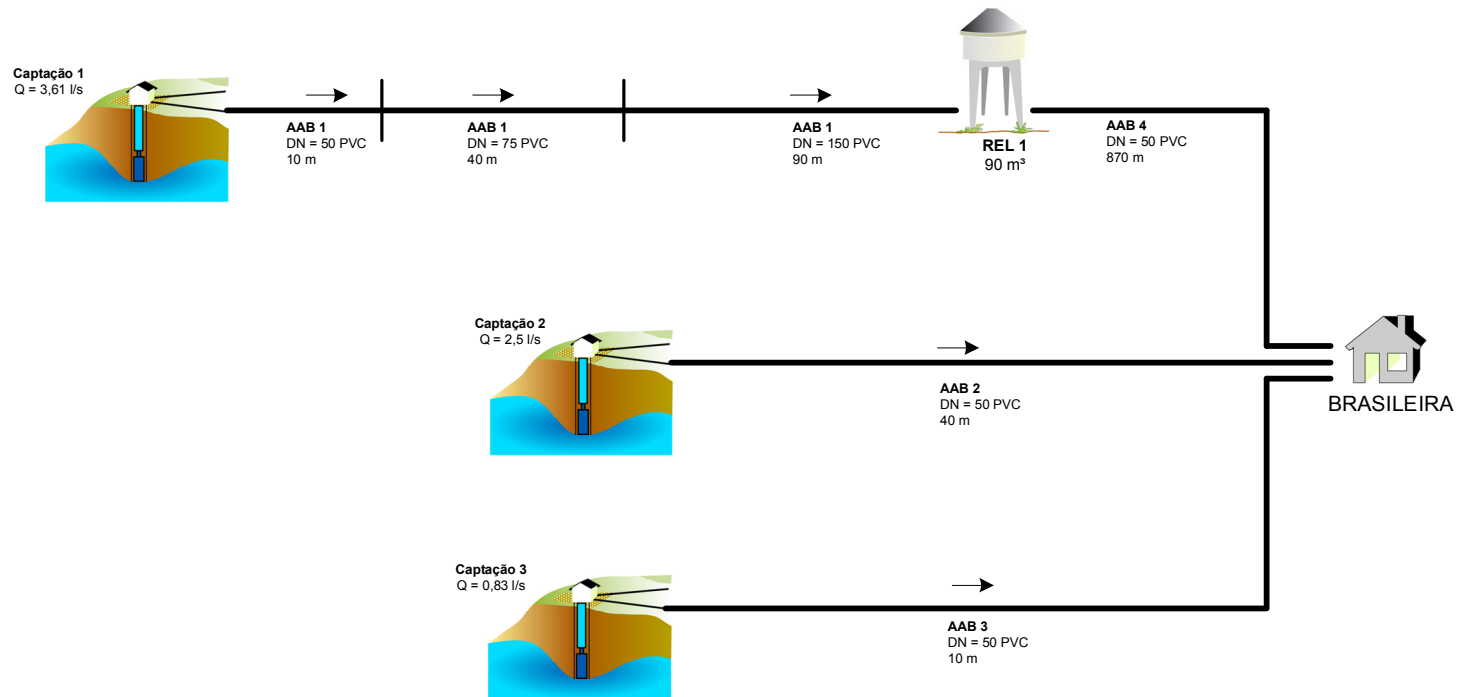 Captação 1
Q = 3,61 l/s
AAB 1
DN = 50 PVC
10 m
AAB 1
DN = 75 PVC
40 m
AAB 1
DN = 150 PVC
90 m
REL 1
90 m³
AAB 4
DN = 50 PVC
870 m
Captação 2
Q = 2,5 l/s
AAB 2
DN = 50 PVC
40 m
BRASILEIRA
Captação 3
Q = 0,83 l/s
AAB 3
DN = 50 PVC
10 m